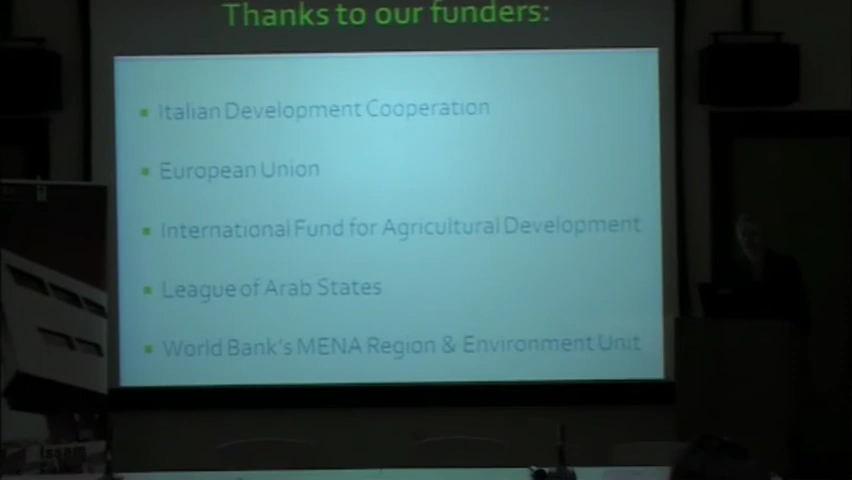 Thanks to our funders:
Italian Development Cooperation
European Union
International Fund for Agricultural Development
League of Arab States
World Bank's MENA Region & Environment Unit
Issam